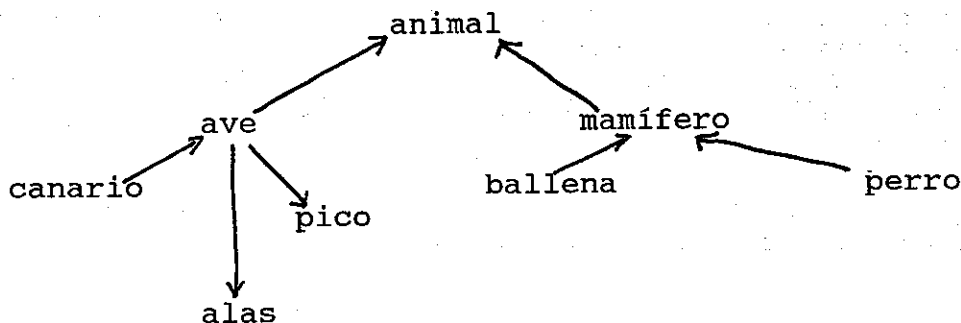 animal
ave
mamífero
canario
ballena
perro
pico
alas